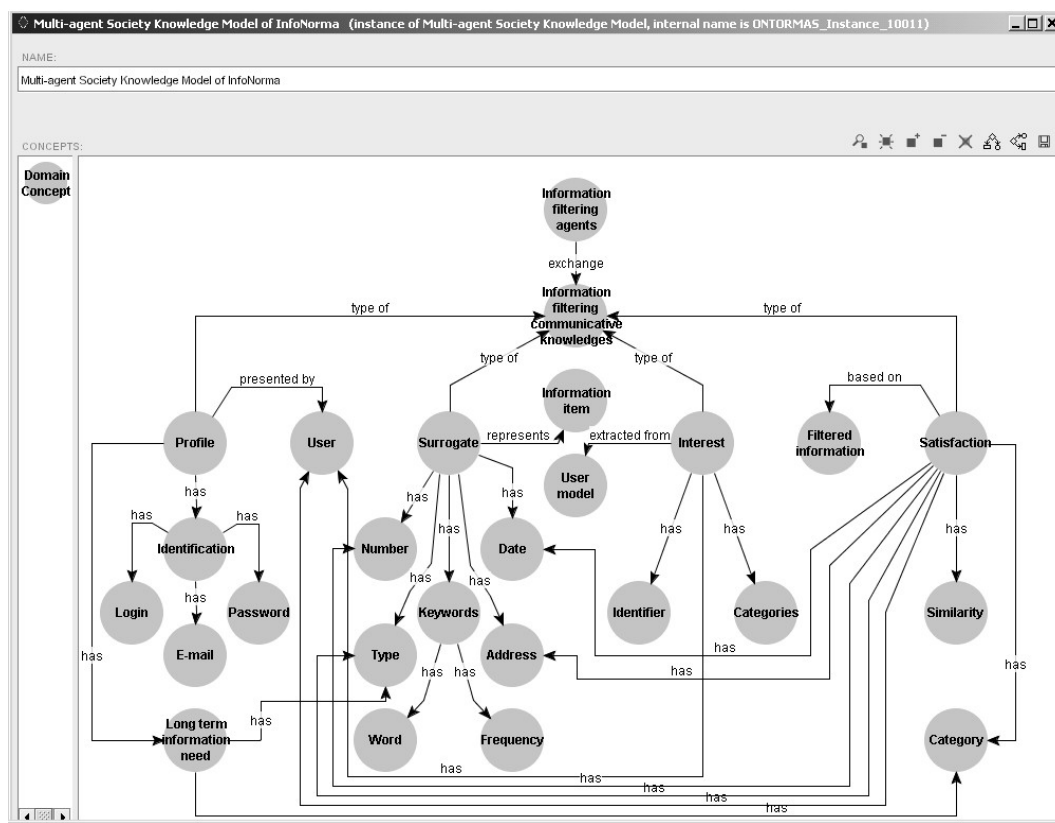 Multi-agent Society Knowledge Model of InfoNorma (instance of Multi-agent Society Knowledge Model, internal name is ONTORMAS_Instance_10011)
NAME:
Multi-agent Society Knowledge Model of InfoNorma
CONCEPTS:
Domain
Concept
Information
filtering
agents
exchange
Information
filtering
communicative
knowledges
type of
type of
type of
type of
presented by
Information
item
based on
Profile
User
Surrogate
represents
extracted from
Interest
Filtered
information
Satisfaction
User
model
has
has
has
has
has
has
has
has
Identification
Number
Date
has
has
has
has
Login
Password
Keywords
Identifier
Categories
Similarity
has
E-mail
Type
Address
has
has
has
has
has
has
has
Long term
information
need
Word
Frequency
Category
has
has
has
has
has
has